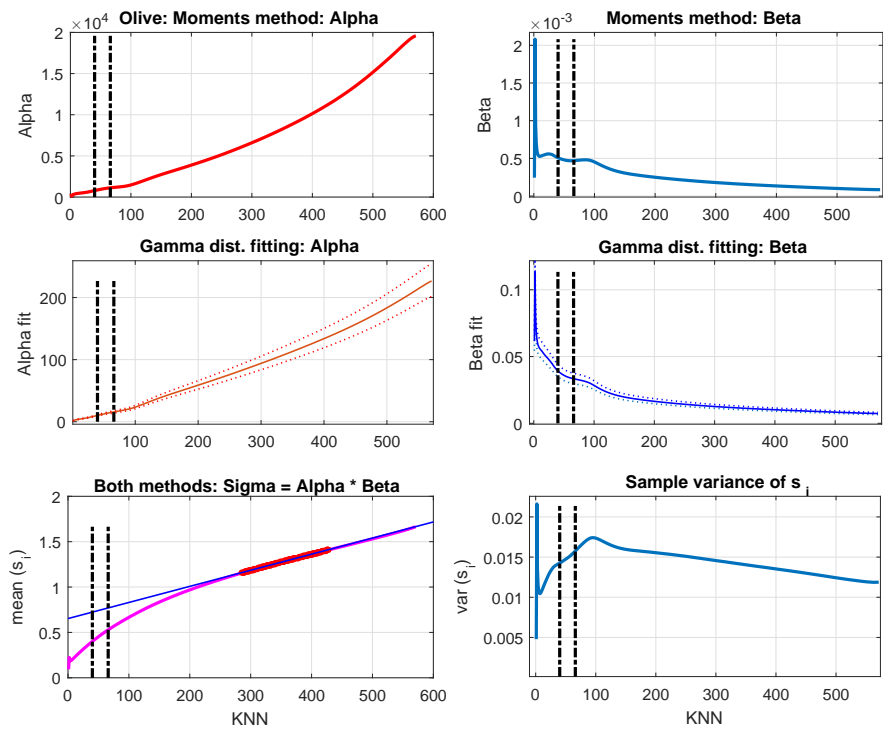 Olive: Moments method: Alpha
×10⁴
2
1.5
1
0.5
0
Alpha
0 100 200 300 400 500 600
Moments method: Beta
×10⁻³
2
1.5
1
0.5
0
Beta
0 100 200 300 400 500
Gamma dist. fitting: Alpha
200
100
0
Alpha fit
100 200 300 400 500
Gamma dist. fitting: Beta
0.1
0.05
0
Beta fit
0 100 200 300 400 500
Both methods: Sigma = Alpha * Beta
2
1.5
1
0.5
0
mean (s_i)
0 100 200 300 400 500 600
KNN
Sample variance of s_i
0.02
0.015
0.01
0.005
var (s_i)
0 100 200 300 400 500
KNN